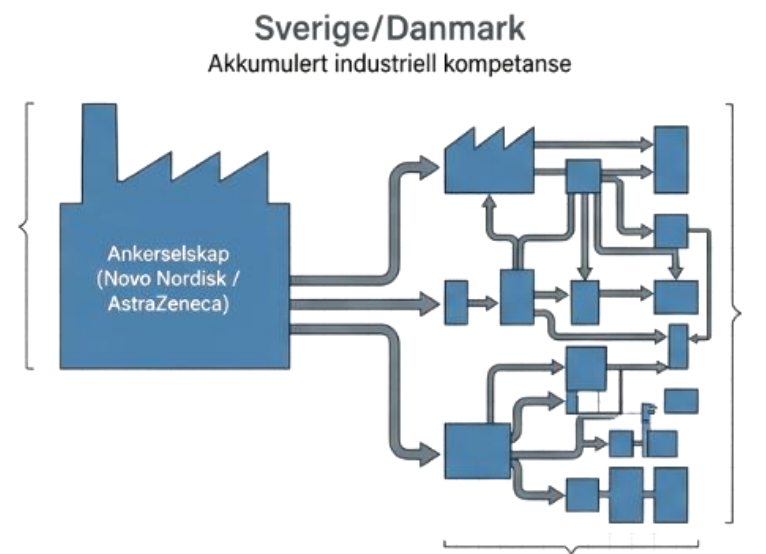 Sverige/Danmark
Akkumulert industriell kompetanse
Ankerselskap
(Novo Nordisk /
AstraZeneca)